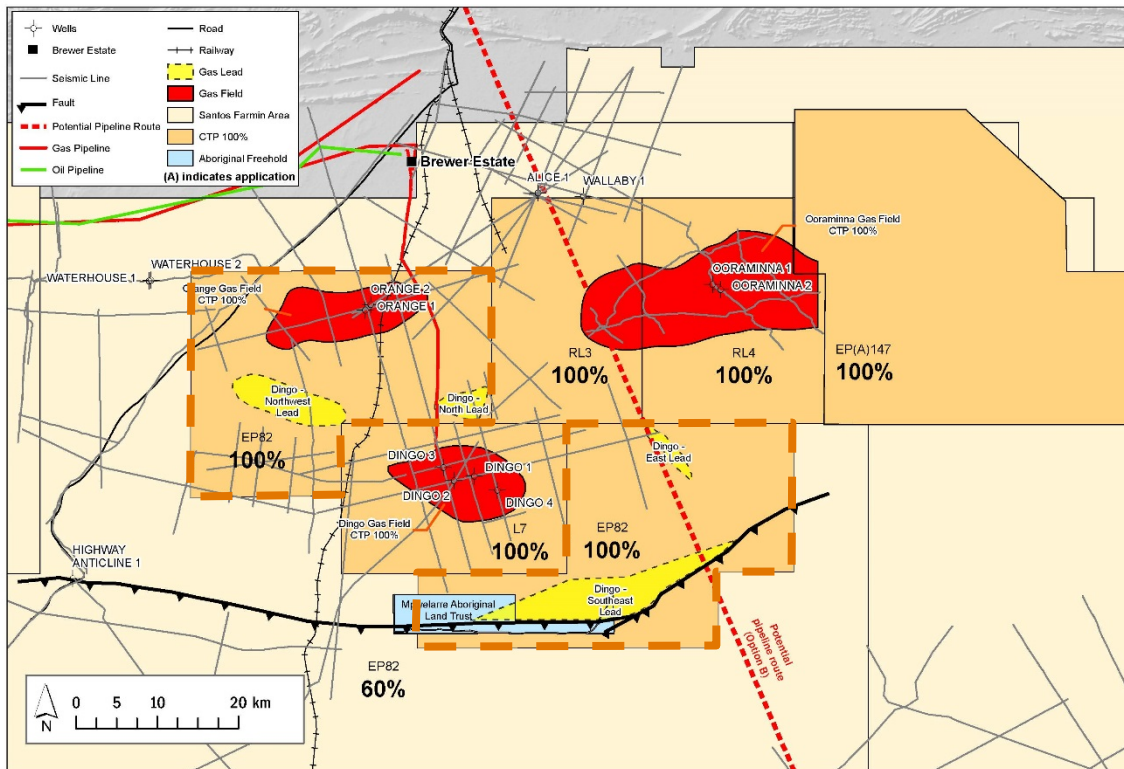 Wells
Brewer Estate
Seismic Line
Fault
Potential Pipeline Route
Gas Pipeline
Oil Pipeline
Road
Railway
Gas Lead
Gas Field
Santos Farmin Area
CTP 100%
Aboriginal Freehold
(A) indicates application
Brewer Estate
ALICE 1
WALLABY 1
Ooraminna Gas Field
CTP 100%
WATERHOUSE 2
WATERHOUSE 1
Orange Gas Field
CTP 100%
ORANGE 2
ORANGE 1
OORAMINNA 1
OORAMINNA 2
RL3
100%
RL4
100%
EP(A)147
100%
Dingo -
Northwest
Lead
Dingo -
North Lead
EP82
100%
Dingo -
East Lead
DINGO 3
DINGO 1
DINGO 2
DINGO 4
Dingo Gas Field
CTP 100%
L7
100%
EP82
100%
HIGHWAY
ANTICLINE 1
Dingo -
Southeast
Lead
Aboriginal
Land Trust
EP82
60%
Potential
pipeline route
(Option B)
0 5 10 20 km
N